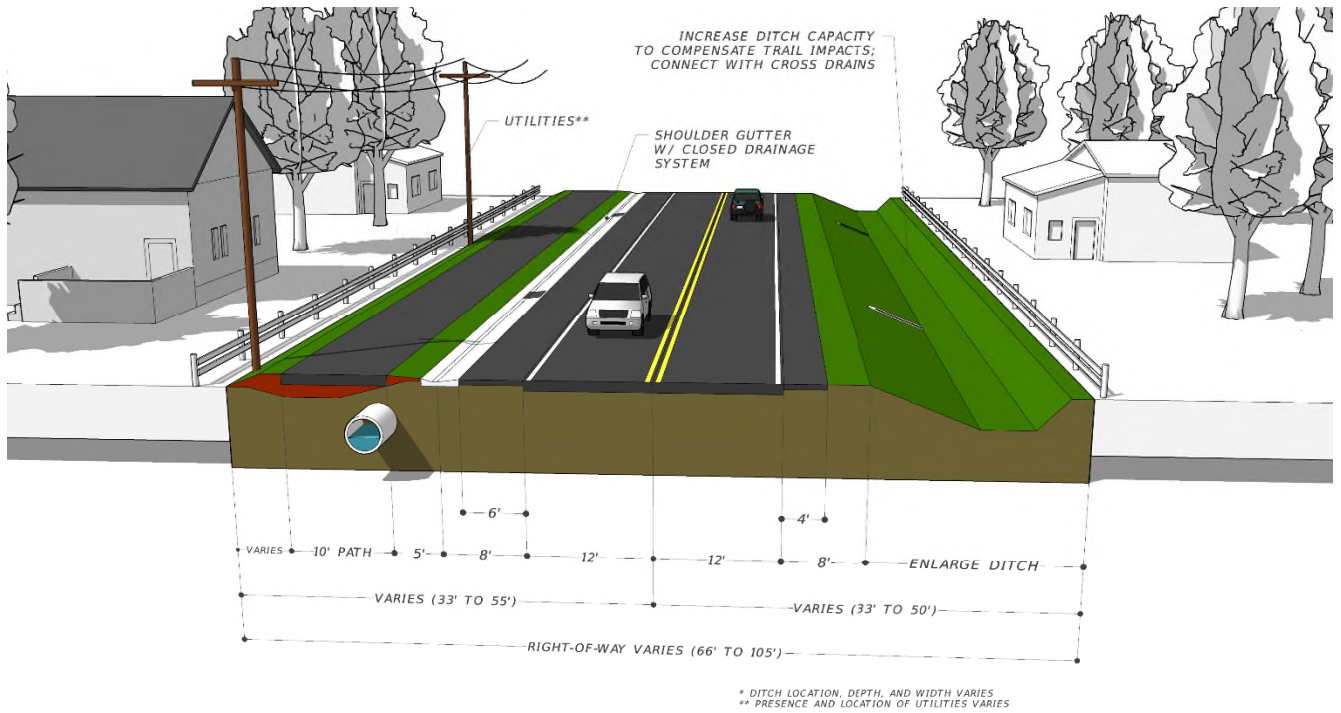 INCREASE DITCH CAPACITY
TO COMPENSATE TRAIL IMPACTS;
CONNECT WITH CROSS DRAINS
UTILITIES**
SHOULDER GUTTER
W/ CLOSED DRAINAGE
SYSTEM
6' 4'
VARIES 10' PATH 5' 8' 12' 12' 8' ENLARGE DITCH
VARIES (33' TO 55') VARIES (33' TO 50')
RIGHT-OF-WAY VARIES (66' TO 105')
* DITCH LOCATION, DEPTH, AND WIDTH VARIES
** PRESENCE AND LOCATION OF UTILITIES VARIES